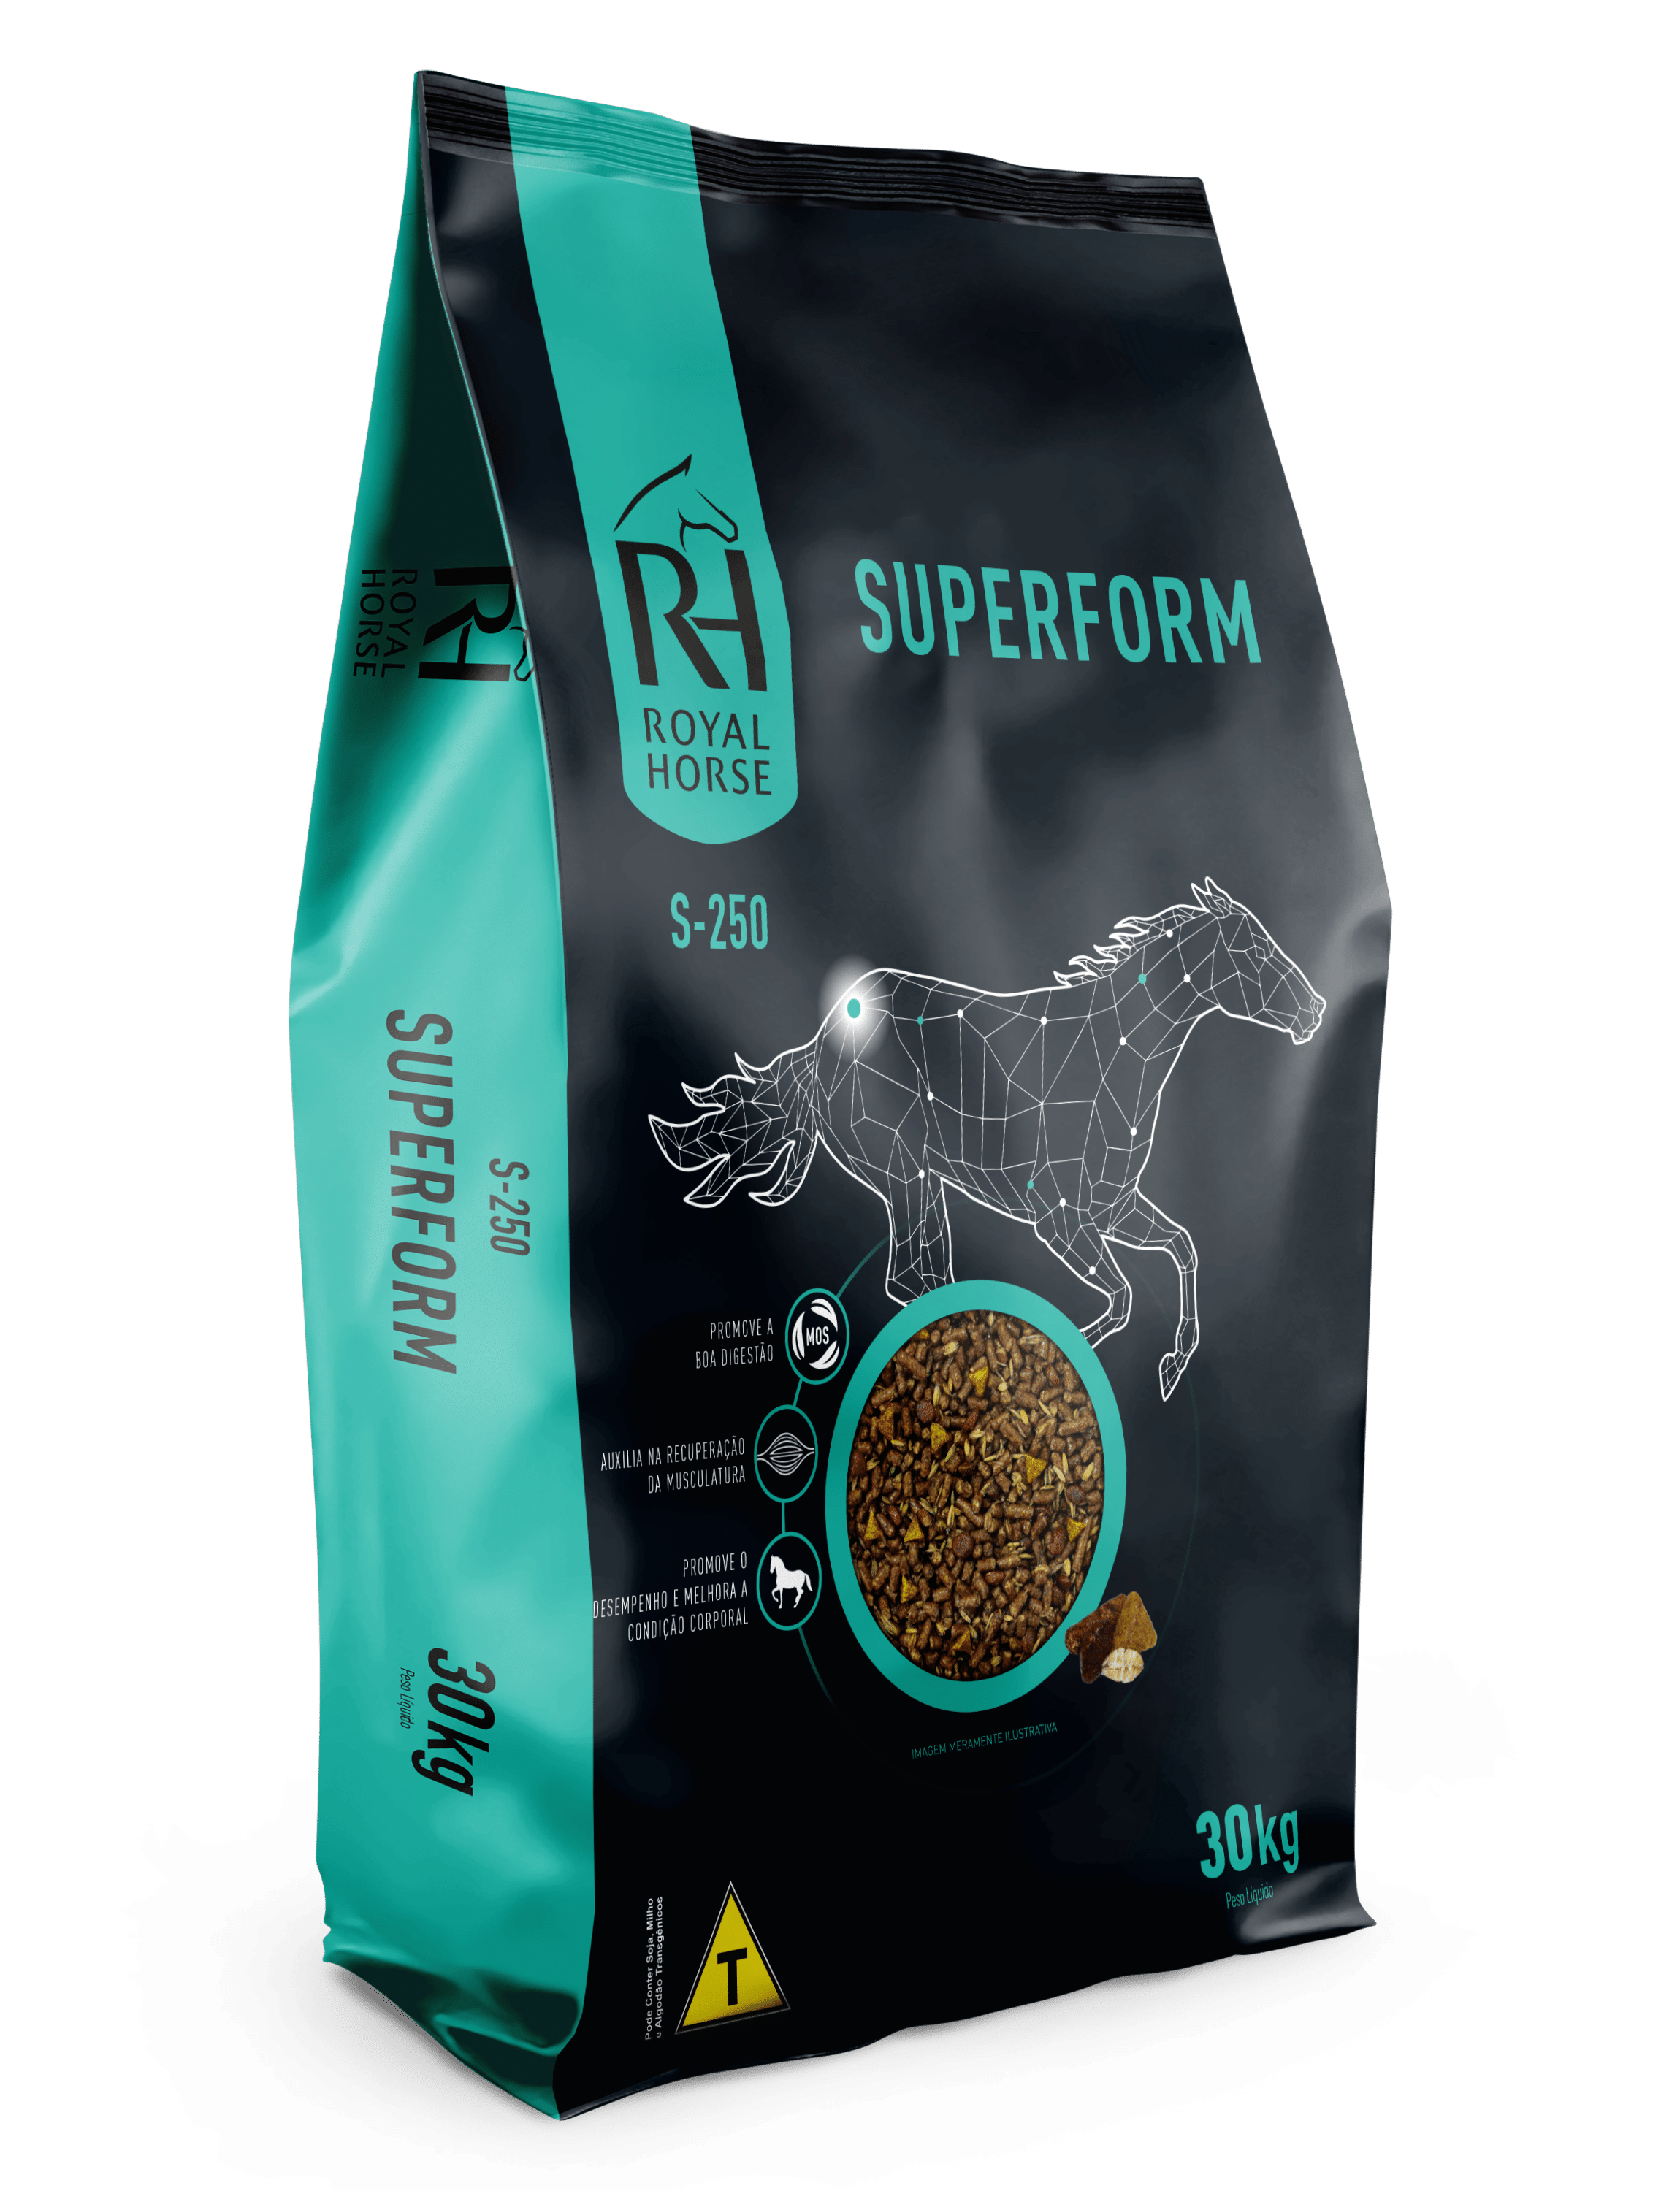 RH
ROYAL
HORSE
SUPERFORM
S-250
PROMOVE A
BOA DIGESTÃO
MOS
AUXILIA NA RECUPERAÇÃO
DA MUSCULATURA
PROMOVE O
DESEMPENHO E MELHORA A
CONDIÇÃO CORPORAL
IMAGEM MERAMENTE ILUSTRATIVA
30kg
Peso Líquido
Pode Conter Soja, Milho
e Algodão Transgênicos
T
RH
ROYAL
HORSE
S-250
SUPERFORM
30kg
Peso Líquido